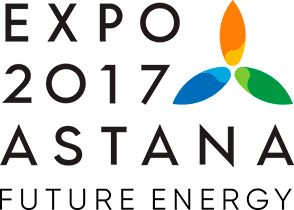 EXPO
2017
ASTANA
FUTURE ENERGY